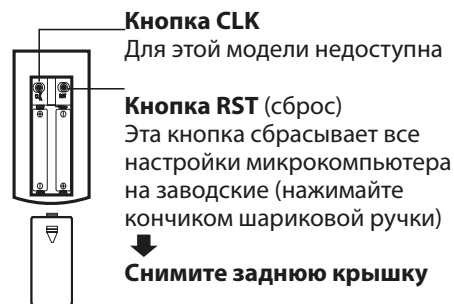 Кнопка CLK
Для этой модели недоступна
Кнопка RST (сброс)
Эта кнопка сбрасывает все
настройки микрокомпьютера
на заводские (нажимайте
кончиком шариковой ручки)
Снимите заднюю крышку